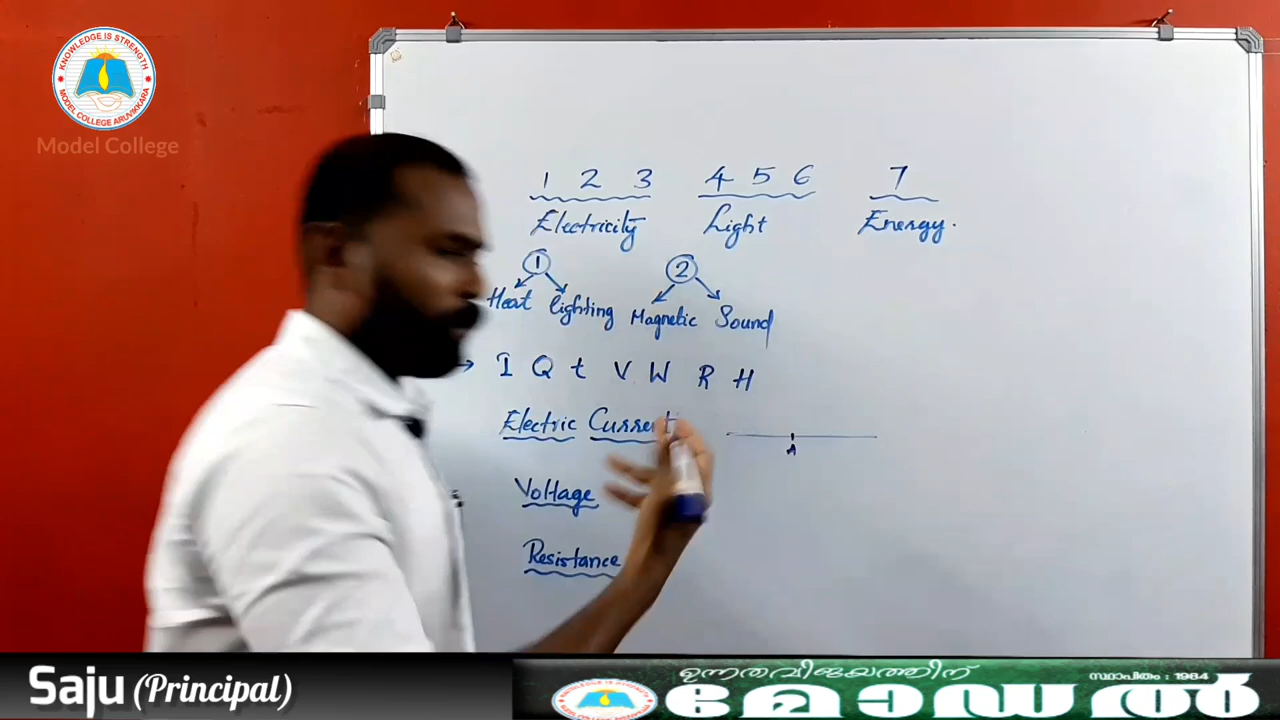 KNOWLEDGE IS STRENGTH
MODEL COLLEGE ARUVIKKARA
Model College
1 2 3 4 5 6 7
Electricity Light Energy.
1 2
Heat lighting Magnetic Sound
→ I Q t V W R H
Electric Current
A
Voltage
Resistance
Saju (Principal)
ഉന്നതവിജയത്തിന് സ്ഥാപിതം : 1984
മോഡൽ